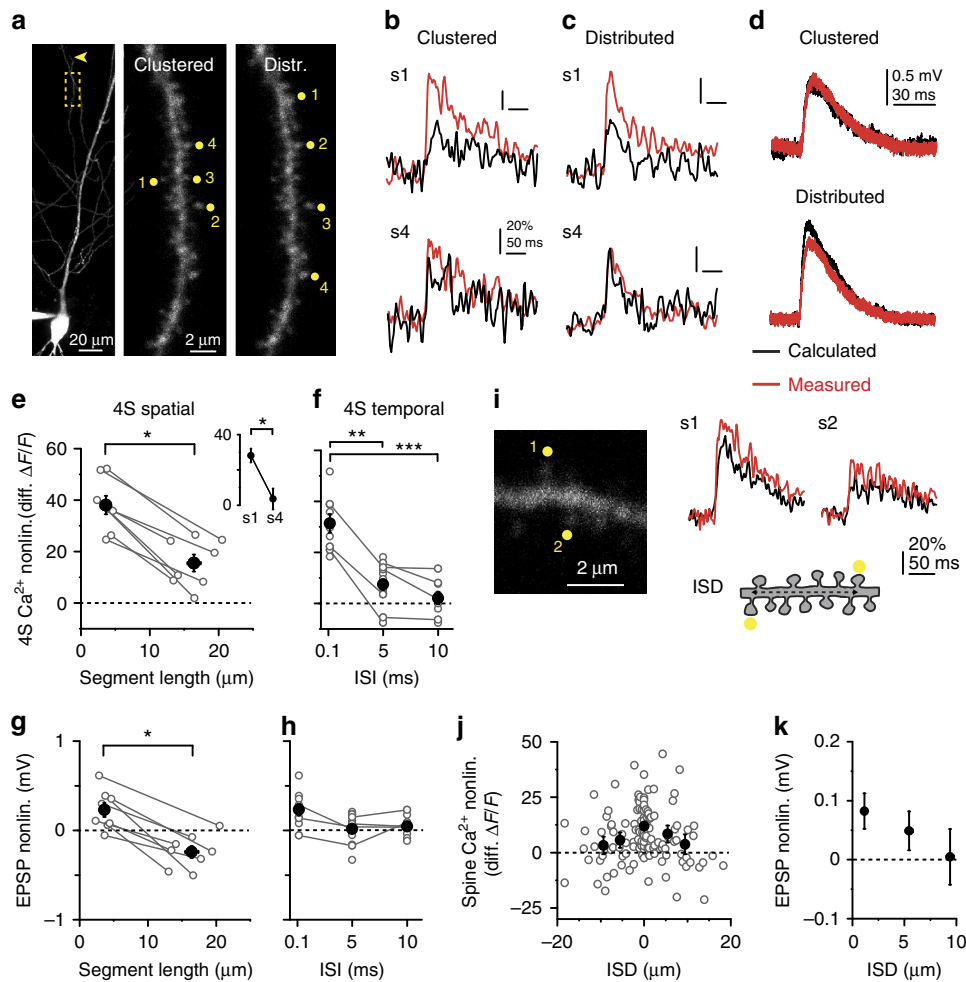 a
Clustered
Distr.
1
2
3
4
4
3
1
2
20 µm
2 µm
2 µm
b
Clustered
s1
s4
20%
50 ms
c
Distributed
s1
s4
d
Clustered
0.5 mV
30 ms
Distributed
Calculated
Measured
e
4S spatial
*
60
40
20
0
4S Ca2+ nonlin.(diff. ΔF/F)
30
0
*
s1
s4
0
10
20
Segment length (µm)
f
4S temporal
**
***
0.1
5
10
ISI (ms)
i
1
2
2 µm
s1
s2
20%
50 ms
ISD
g
*
1
0
–1
EPSP nonlin. (mV)
0
10
20
Segment length (µm)
h
0.1
5
10
ISI (ms)
j
50
25
0
–25
Spine Ca2+ nonlin.
(diff. ΔF/F)
–20
0
20
ISD (µm)
k
0.2
0.1
0
–0.1
EPSP nonlin. (mV)
0
5
10
ISD (µm)